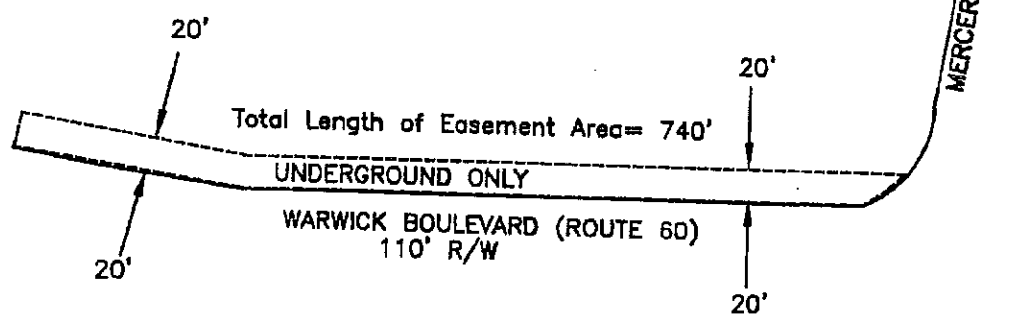 20'
20'
MERCER
Total Length of Easement Area= 740'
UNDERGROUND ONLY
WARWICK BOULEVARD (ROUTE 60)
110' R/W
20'
20'